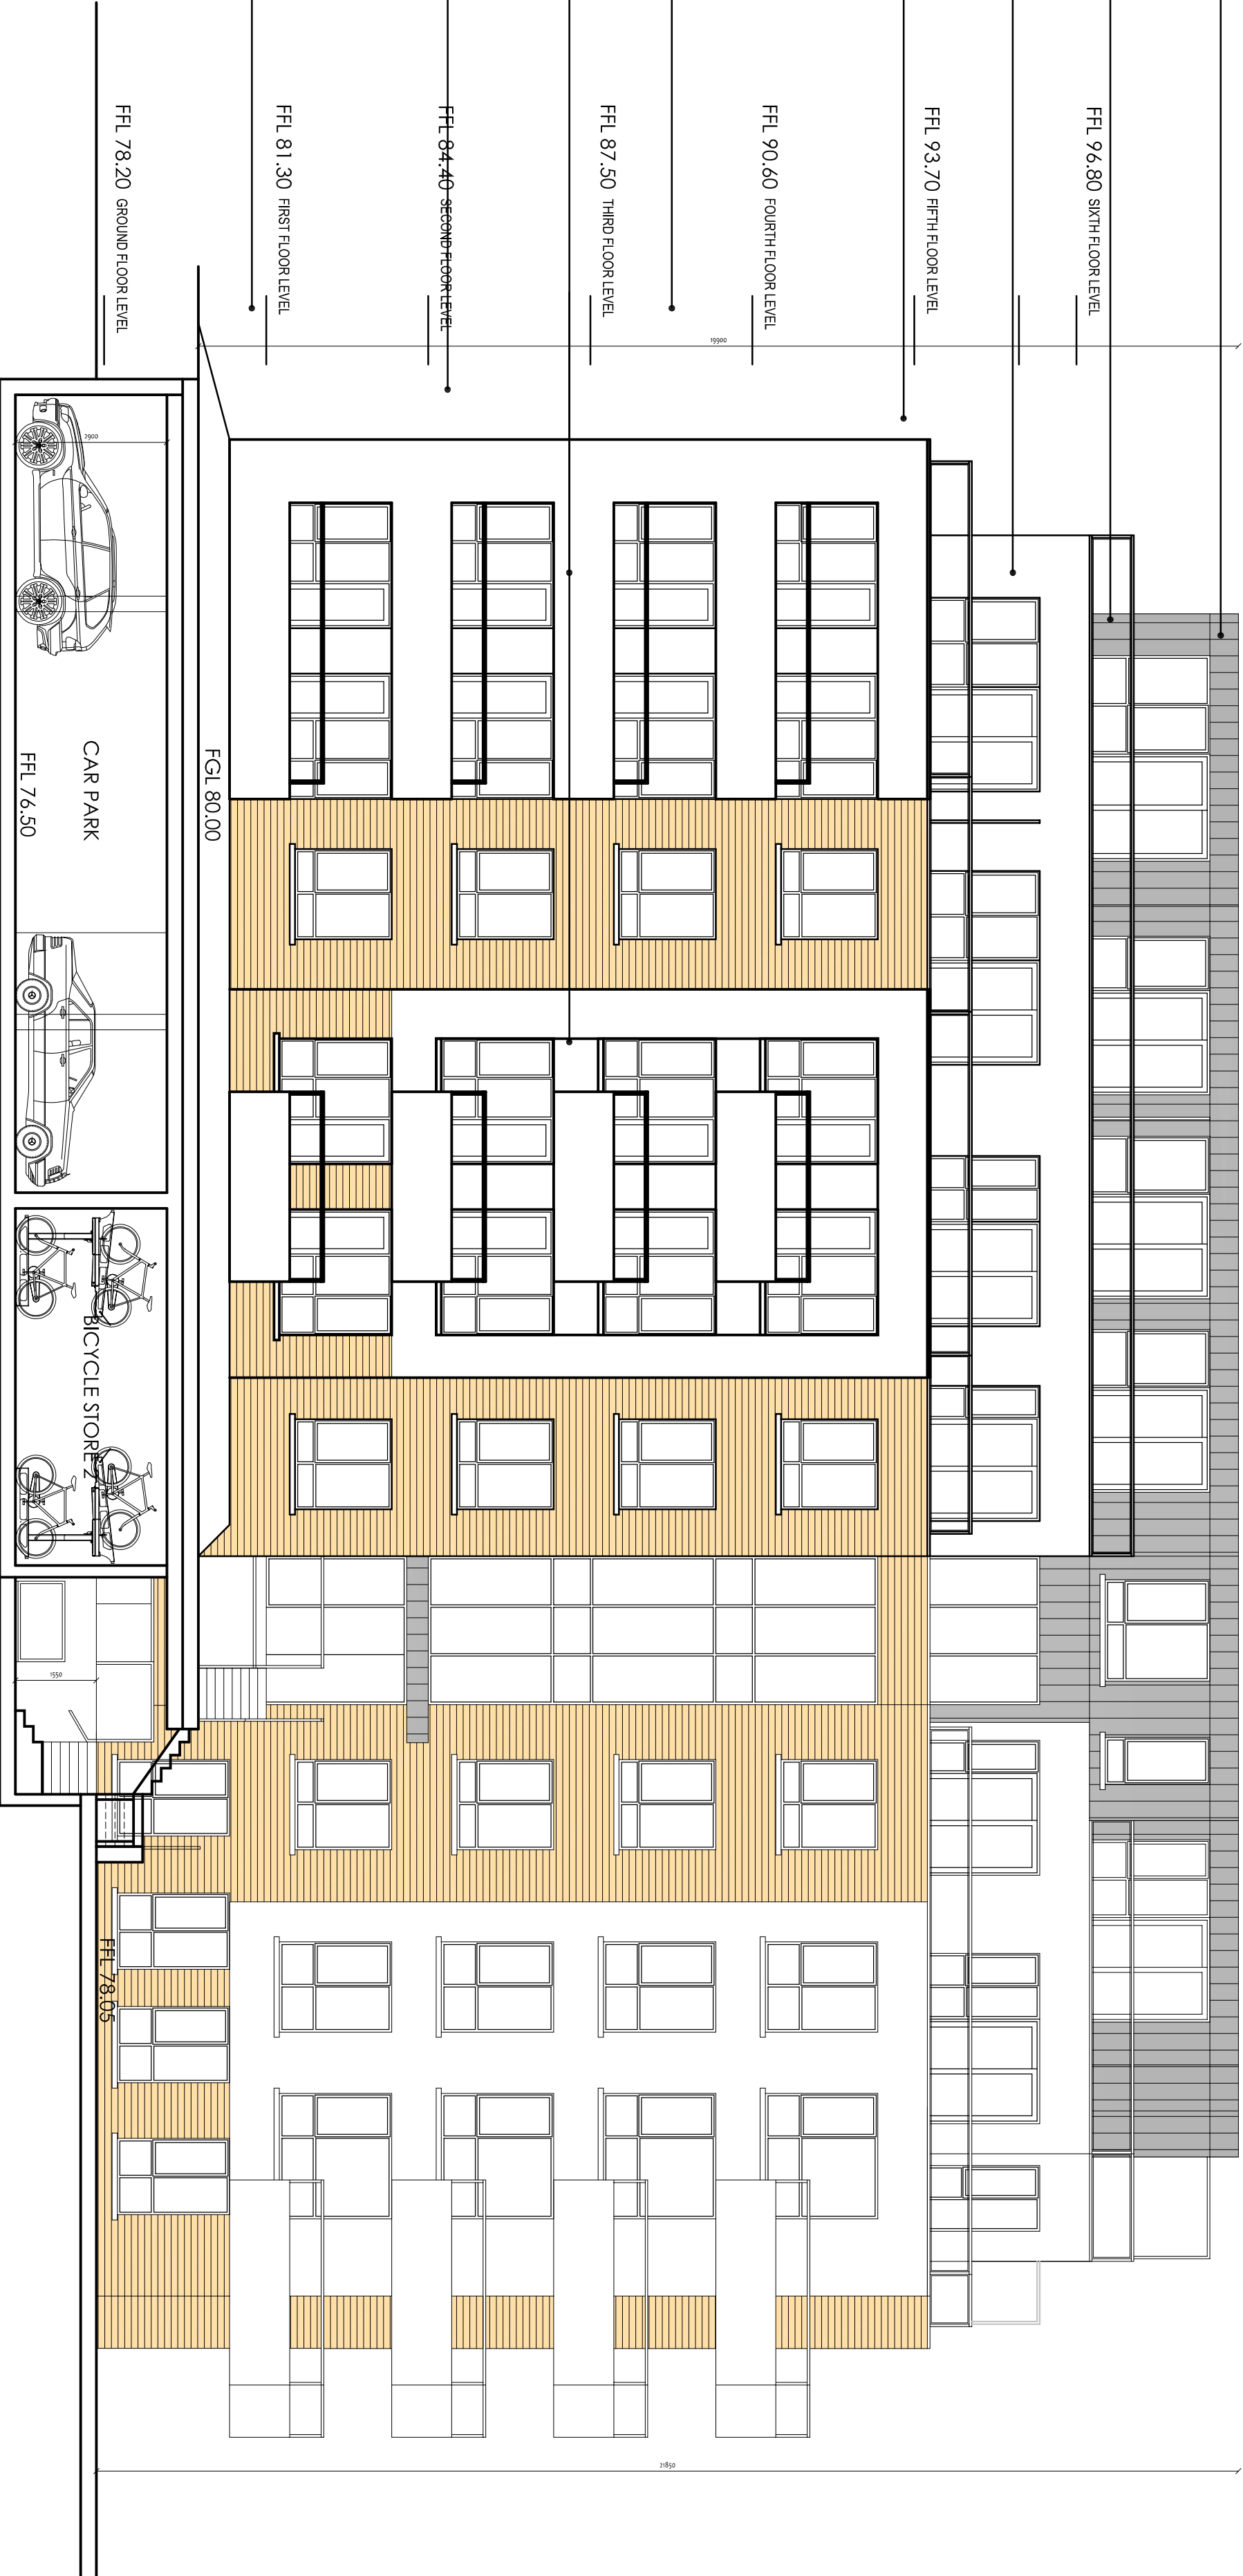 FFL 96.80 SIXTH FLOOR LEVEL
FFL 93.70 FIFTH FLOOR LEVEL
FFL 90.60 FOURTH FLOOR LEVEL
FFL 87.50 THIRD FLOOR LEVEL
FFL 84.40 SECOND FLOOR LEVEL
FFL 81.30 FIRST FLOOR LEVEL
FFL 78.20 GROUND FLOOR LEVEL
19900
21850
FGL 80.00
2900
CAR PARK
FFL 76.50
BICYCLE STORE 2
1550
FFL 78.05